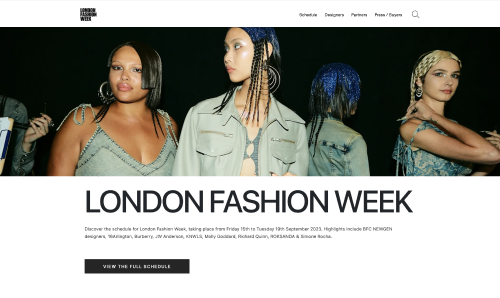 LONDON
FASHION
WEEK
Schedule Designers Partners Press / Buyers
LONDON FASHION WEEK
Discover the schedule for London Fashion Week, taking place from Friday 15th to Tuesday 19th September 2023. Highlights include BFC NEWGEN
designers, 16Arlington, Burberry, JW Anderson, KNWLS, Molly Goddard, Richard Quinn, ROKSANDA & Simone Rocha.
VIEW THE FULL SCHEDULE